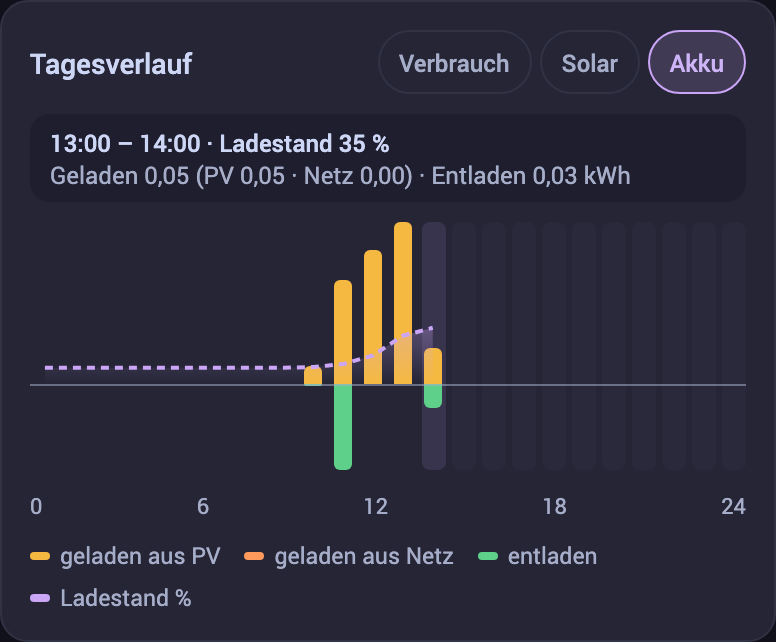 Tagesverlauf
Verbrauch
Solar
Akku
13:00 – 14:00 · Ladestand 35 %
Geladen 0,05 (PV 0,05 · Netz 0,00) · Entladen 0,03 kWh
0 6 12 18 24
geladen aus PV
geladen aus Netz
entladen
Ladestand %